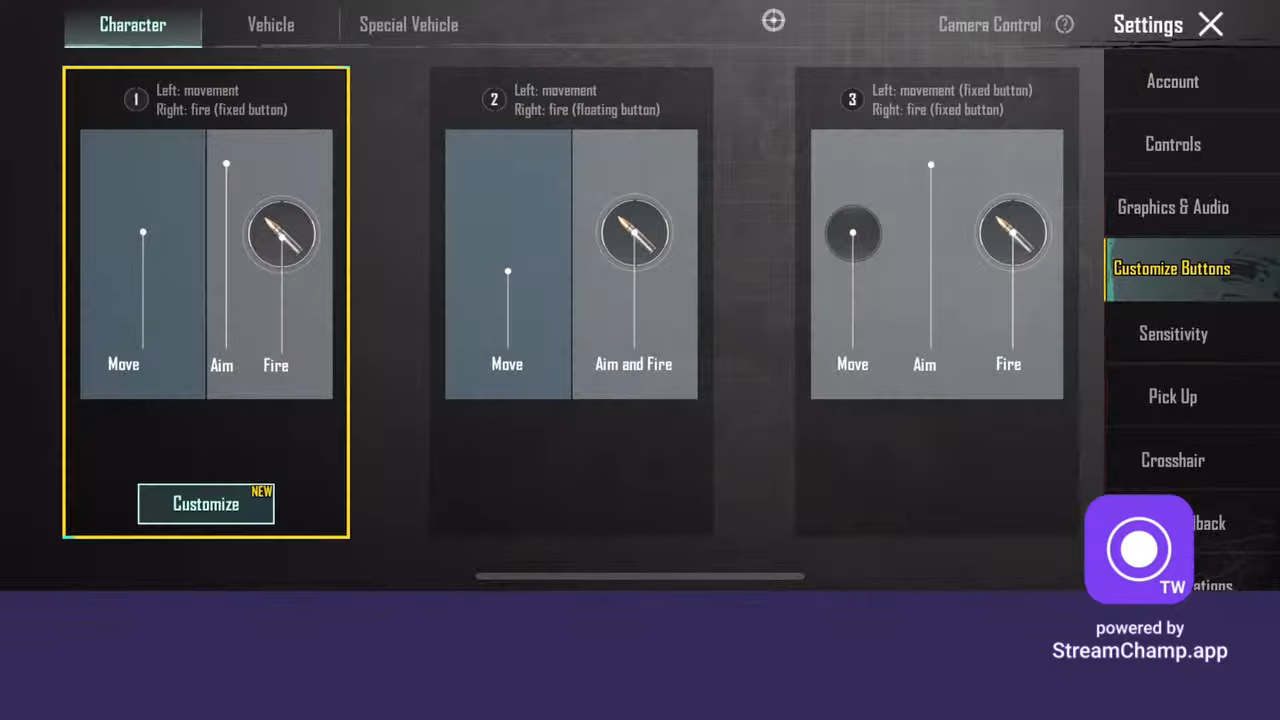 Character
Vehicle
Special Vehicle
Camera Control ?
Settings
1
Left: movement
Right: fire (fixed button)
Move
Aim
Fire
Customize
NEW
2
Left: movement
Right: fire (floating button)
Move
Aim and Fire
3
Left: movement (fixed button)
Right: fire (fixed button)
Move
Aim
Fire
Account
Controls
Graphics & Audio
Customize Buttons
Sensitivity
Pick Up
Crosshair
TW
powered by
StreamChamp.app